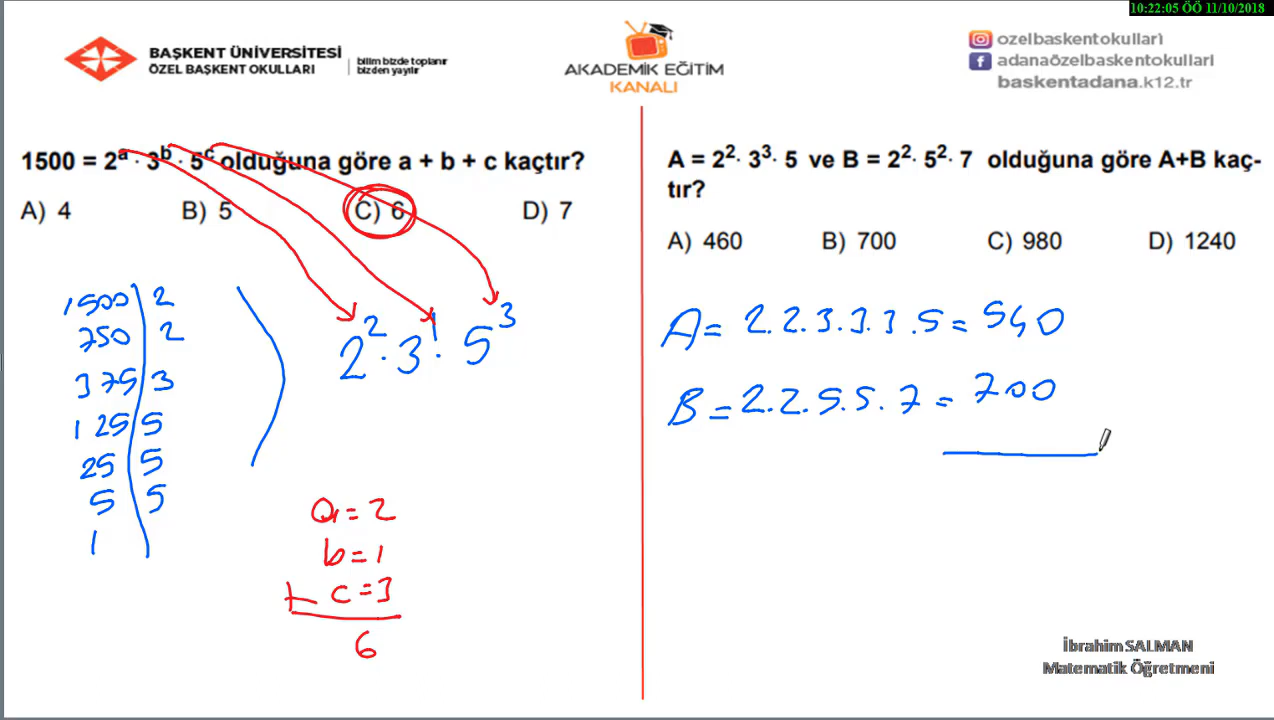 10:22:05 ÖÖ 11/10/2018
BAŞKENT ÜNİVERSİTESİ
ÖZEL BAŞKENT OKULLARI
bilim bizde toplanır
bizden yayılır
AKADEMİK EĞİTİM
KANALI
ozelbaskentokullari
adanaözelbaskentokullari
baskentadana.k12.tr
1500 = 2ᵃ · 3ᵇ · 5ᶜ olduğuna göre a + b + c kaçtır?
A) 4 B) 5 C) 6 D) 7
1500 2
750 2
375 3
125 5
25 5
5 5
1
2² · 3¹ · 5³
a = 2
b = 1
+ c = 3
6
A = 2²· 3³· 5 ve B = 2²· 5²· 7 olduğuna göre A+B kaç-
tır?
A) 460 B) 700 C) 980 D) 1240
A = 2.2.3.3.3.5 = 540
B = 2.2.5.5.7 = 700
İbrahim SALMAN
Matematik Öğretmeni